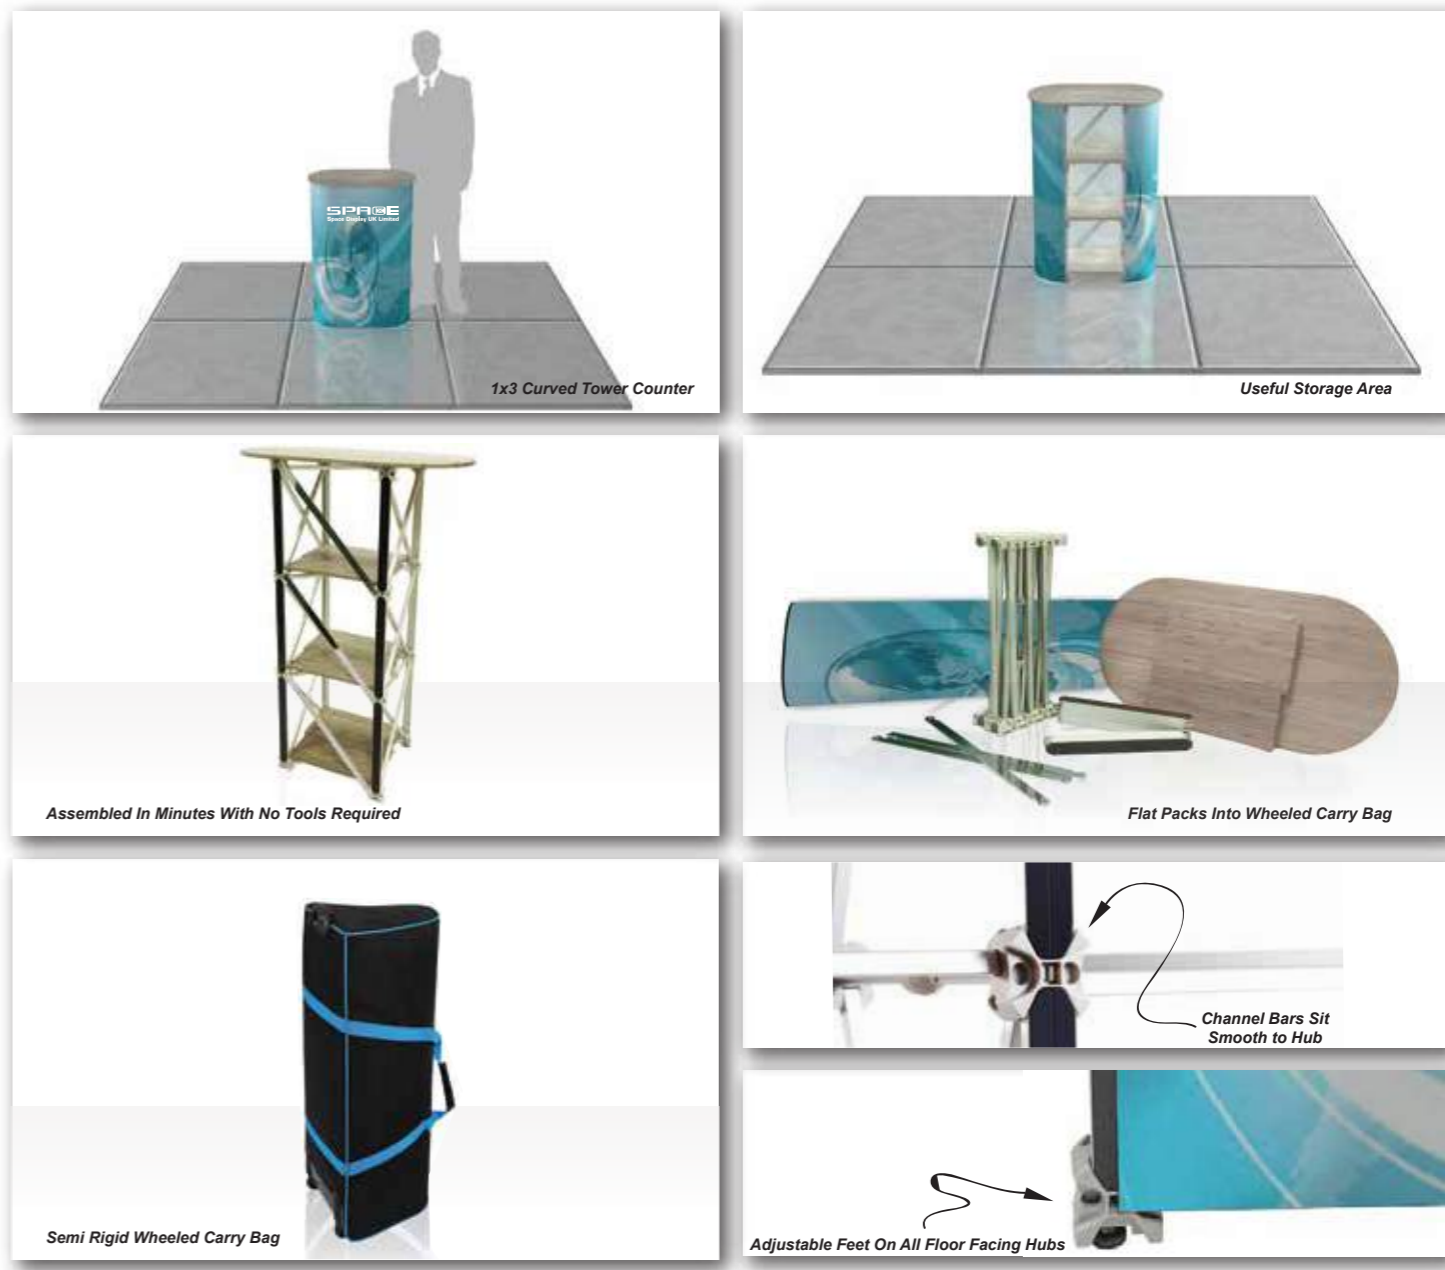 SPACE
Space Display UK Limited
1x3 Curved Tower Counter
Useful Storage Area
Assembled In Minutes With No Tools Required
Flat Packs Into Wheeled Carry Bag
Semi Rigid Wheeled Carry Bag
Channel Bars Sit
Smooth to Hub
Adjustable Feet On All Floor Facing Hubs